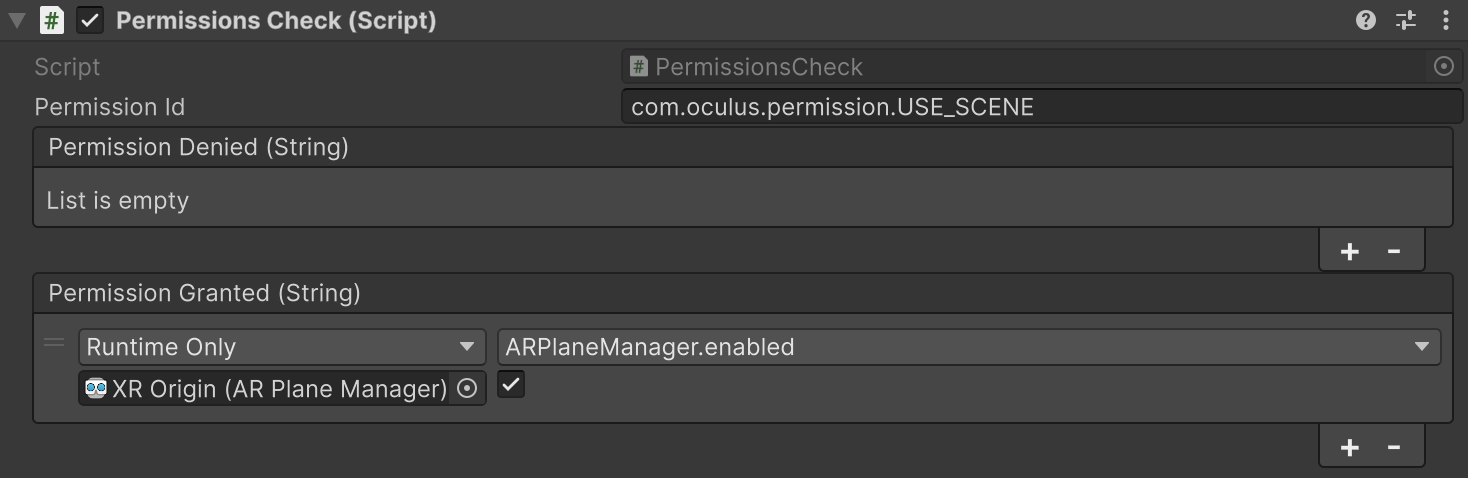 # Permissions Check (Script)
Script # PermissionsCheck
Permission Id com.oculus.permission.USE_SCENE
Permission Denied (String)
List is empty
+ -
Permission Granted (String)
Runtime Only ARPlaneManager.enabled
XR Origin (AR Plane Manager)
+ -